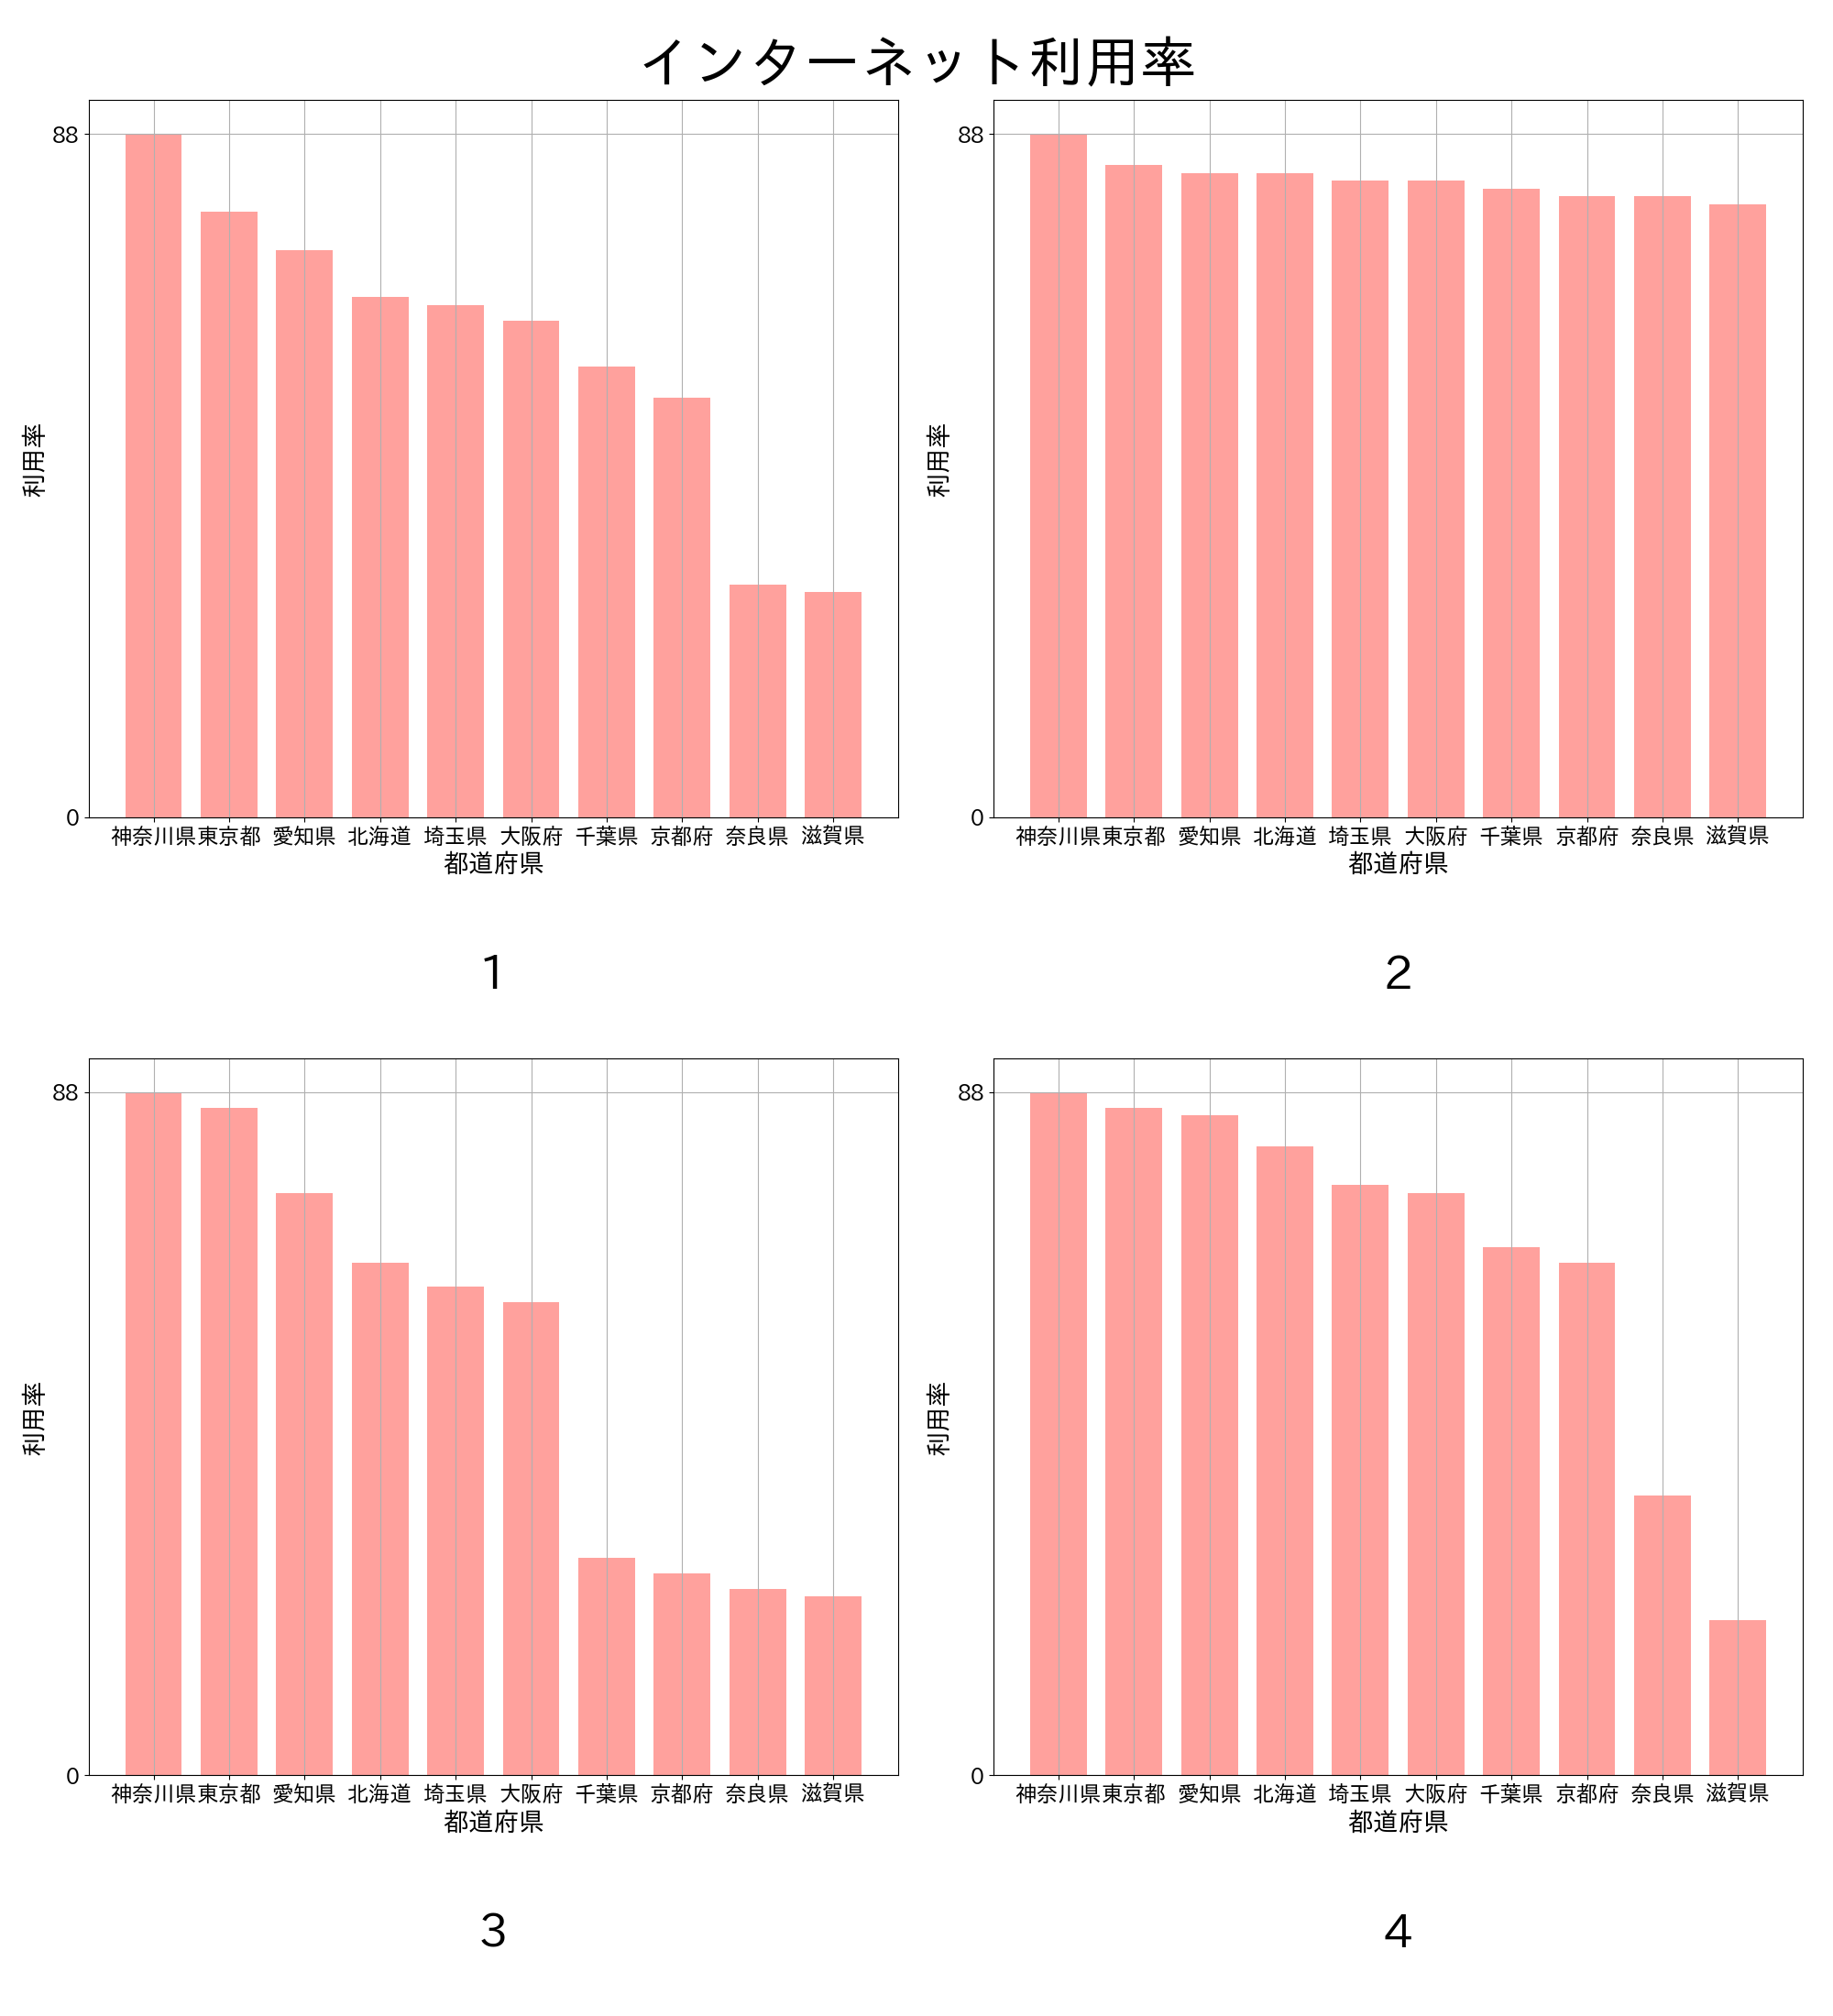 インターネット利用率
88
0
利用率
神奈川県 東京都 愛知県 北海道 埼玉県 大阪府 千葉県 京都府 奈良県 滋賀県
都道府県
1
88
0
利用率
神奈川県 東京都 愛知県 北海道 埼玉県 大阪府 千葉県 京都府 奈良県 滋賀県
都道府県
2
88
0
利用率
神奈川県 東京都 愛知県 北海道 埼玉県 大阪府 千葉県 京都府 奈良県 滋賀県
都道府県
3
88
0
利用率
神奈川県 東京都 愛知県 北海道 埼玉県 大阪府 千葉県 京都府 奈良県 滋賀県
都道府県
4